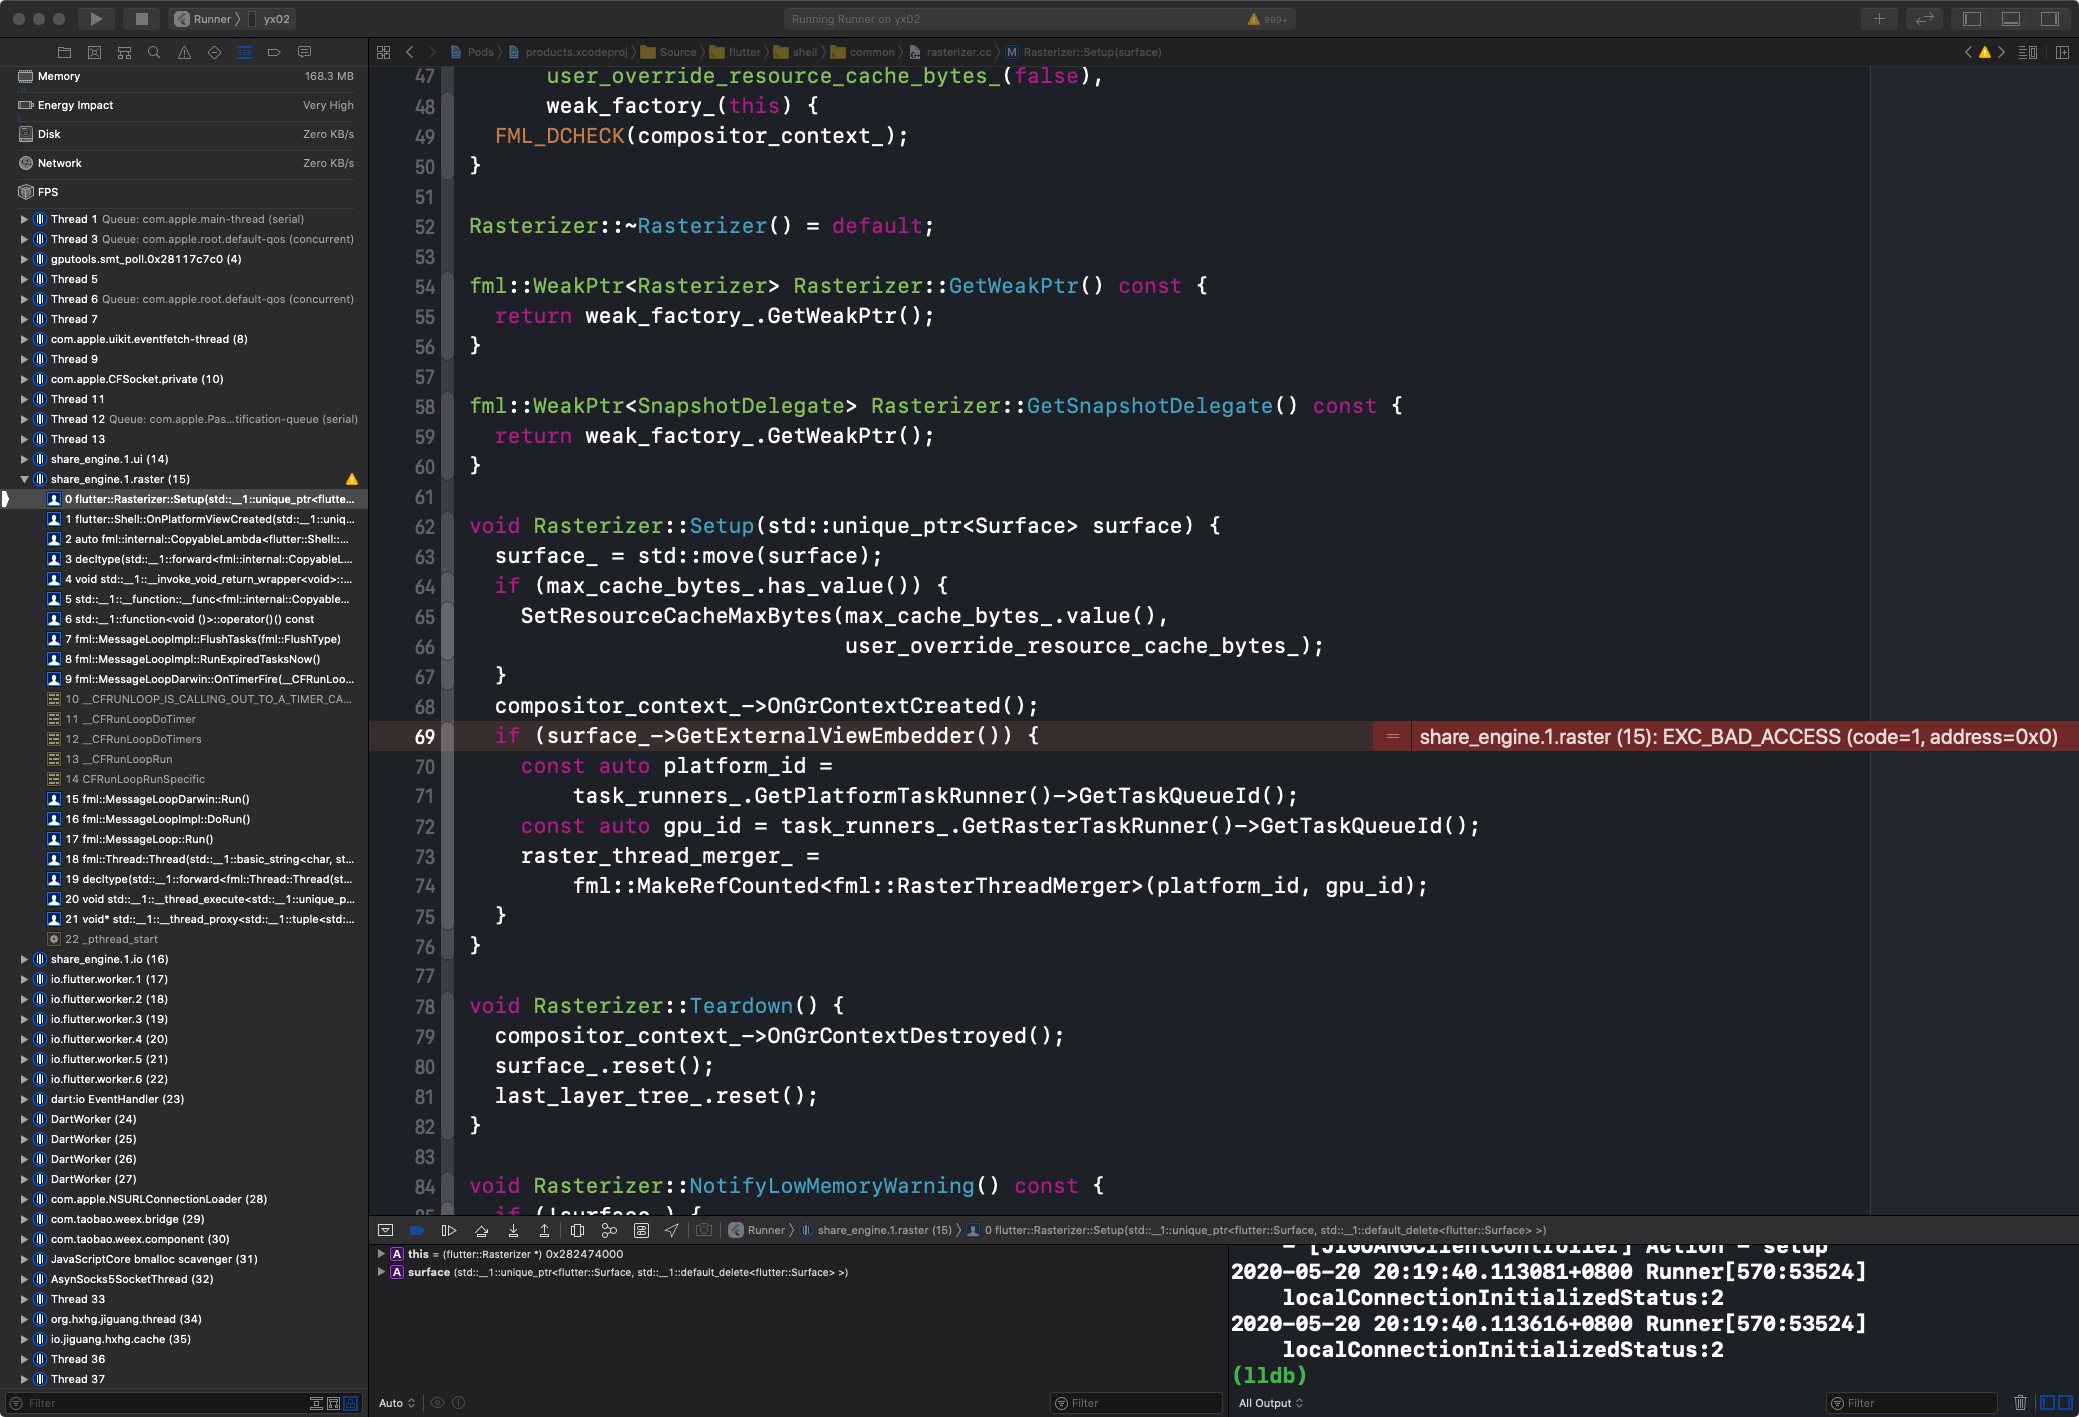 Runner 〉 yx02
Running Runner on yx02
999+
Pods 〉 products.xcodeproj 〉 Source 〉 flutter 〉 shell 〉 common 〉 rasterizer.cc 〉 M Rasterizer::Setup(surface)
Memory 168.3 MB
Energy Impact Very High
Disk Zero KB/s
Network Zero KB/s
FPS
Thread 1 Queue: com.apple.main-thread (serial)
Thread 3 Queue: com.apple.root.default-qos (concurrent)
gputools.smt_poll.0x28117c7c0 (4)
Thread 5
Thread 6 Queue: com.apple.root.default-qos (concurrent)
Thread 7
com.apple.uikit.eventfetch-thread (8)
Thread 9
com.apple.CFSocket.private (10)
Thread 11
Thread 12 Queue: com.apple.Pas...tification-queue (serial)
Thread 13
share_engine.1.ui (14)
share_engine.1.raster (15)
0 flutter::Rasterizer::Setup(std::__1::unique_ptr<flutte...
1 flutter::Shell::OnPlatformViewCreated(std::__1::uniq...
2 auto fml::internal::CopyableLambda<flutter::Shell::...
3 decltype(std::__1::forward<fml::internal::CopyableL...
4 void std::__1::__invoke_void_return_wrapper<void>::...
5 std::__1::__function::__func<fml::internal::Copyable...
6 std::__1::function<void ()>::operator()() const
7 fml::MessageLoopImpl::FlushTasks(fml::FlushType)
8 fml::MessageLoopImpl::RunExpiredTasksNow()
9 fml::MessageLoopDarwin::OnTimerFire(__CFRunLoo...
10 __CFRUNLOOP_IS_CALLING_OUT_TO_A_TIMER_CA...
11 __CFRunLoopDoTimer
12 __CFRunLoopDoTimers
13 __CFRunLoopRun
14 CFRunLoopRunSpecific
15 fml::MessageLoopDarwin::Run()
16 fml::MessageLoopImpl::DoRun()
17 fml::MessageLoop::Run()
18 fml::Thread::Thread(std::__1::basic_string<char, st...
19 decltype(std::__1::forward<fml::Thread::Thread(st...
20 void std::__1::__thread_execute<std::__1::unique_p...
21 void* std::__1::__thread_proxy<std::__1::tuple<std:...
22 _pthread_start
share_engine.1.io (16)
io.flutter.worker.1 (17)
io.flutter.worker.2 (18)
io.flutter.worker.3 (19)
io.flutter.worker.4 (20)
io.flutter.worker.5 (21)
io.flutter.worker.6 (22)
dart:io EventHandler (23)
DartWorker (24)
DartWorker (25)
DartWorker (26)
DartWorker (27)
com.apple.NSURLConnectionLoader (28)
com.taobao.weex.bridge (29)
com.taobao.weex.component (30)
JavaScriptCore bmalloc scavenger (31)
AsynSocks5SocketThread (32)
Thread 33
org.hxhg.jiguang.thread (34)
io.jiguang.hxhg.cache (35)
Thread 36
Thread 37
Filter
47 user_override_resource_cache_bytes_(false),
48 weak_factory_(this) {
49 FML_DCHECK(compositor_context_);
50 }
51
52 Rasterizer::~Rasterizer() = default;
53
54 fml::WeakPtr<Rasterizer> Rasterizer::GetWeakPtr() const {
55 return weak_factory_.GetWeakPtr();
56 }
57
58 fml::WeakPtr<SnapshotDelegate> Rasterizer::GetSnapshotDelegate() const {
59 return weak_factory_.GetWeakPtr();
60 }
61
62 void Rasterizer::Setup(std::unique_ptr<Surface> surface) {
63 surface_ = std::move(surface);
64 if (max_cache_bytes_.has_value()) {
65 SetResourceCacheMaxBytes(max_cache_bytes_.value(),
66 user_override_resource_cache_bytes_);
67 }
68 compositor_context_->OnGrContextCreated();
69 if (surface_->GetExternalViewEmbedder()) { = share_engine.1.raster (15): EXC_BAD_ACCESS (code=1, address=0x0)
70 const auto platform_id =
71 task_runners_.GetPlatformTaskRunner()->GetTaskQueueId();
72 const auto gpu_id = task_runners_.GetRasterTaskRunner()->GetTaskQueueId();
73 raster_thread_merger_ =
74 fml::MakeRefCounted<fml::RasterThreadMerger>(platform_id, gpu_id);
75 }
76 }
77
78 void Rasterizer::Teardown() {
79 compositor_context_->OnGrContextDestroyed();
80 surface_.reset();
81 last_layer_tree_.reset();
82 }
83
84 void Rasterizer::NotifyLowMemoryWarning() const {
85 if (!surface_) {
Runner 〉 share_engine.1.raster (15) 〉 0 flutter::Rasterizer::Setup(std::__1::unique_ptr<flutter::Surface, std::__1::default_delete<flutter::Surface> >)
A this = (flutter::Rasterizer *) 0x282474000
A surface (std::__1::unique_ptr<flutter::Surface, std::__1::default_delete<flutter::Surface> >)
Auto
Filter
- [JIGUANGClientController] Action - setup
2020-05-20 20:19:40.113081+0800 Runner[570:53524]
localConnectionInitializedStatus:2
2020-05-20 20:19:40.113616+0800 Runner[570:53524]
localConnectionInitializedStatus:2
(lldb)
All Output
Filter